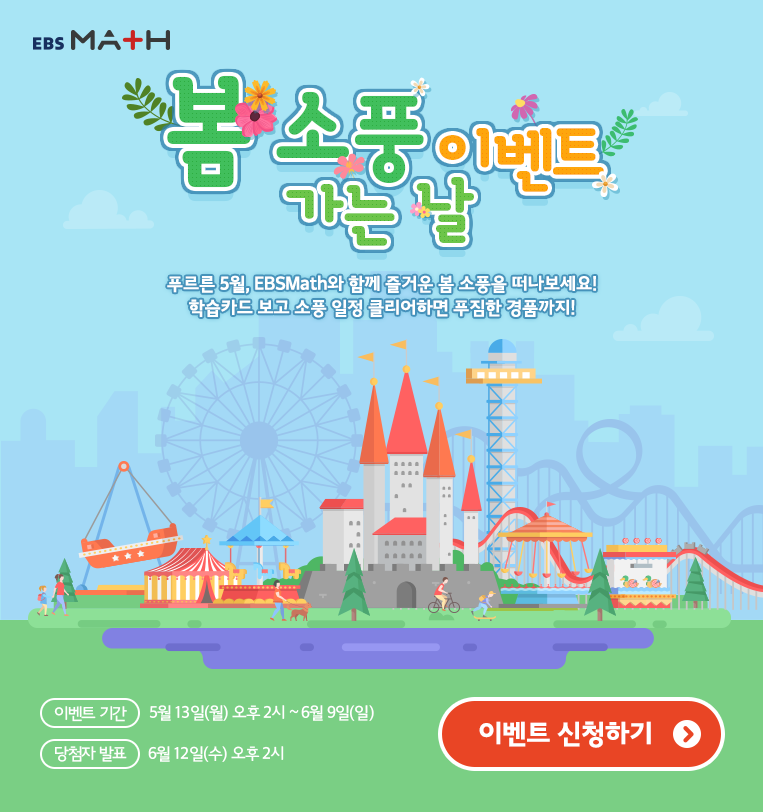 EBS MATH
봄 소풍 이벤트
가는 날
푸르른 5월, EBSMath와 함께 즐거운 봄 소풍을 떠나보세요!
학습카드 보고 소풍 일정 클리어하면 푸짐한 경품까지!
이벤트 기간 5월 13일(월) 오후 2시 ~ 6월 9일(일)
당첨자 발표 6월 12일(수) 오후 2시
이벤트 신청하기